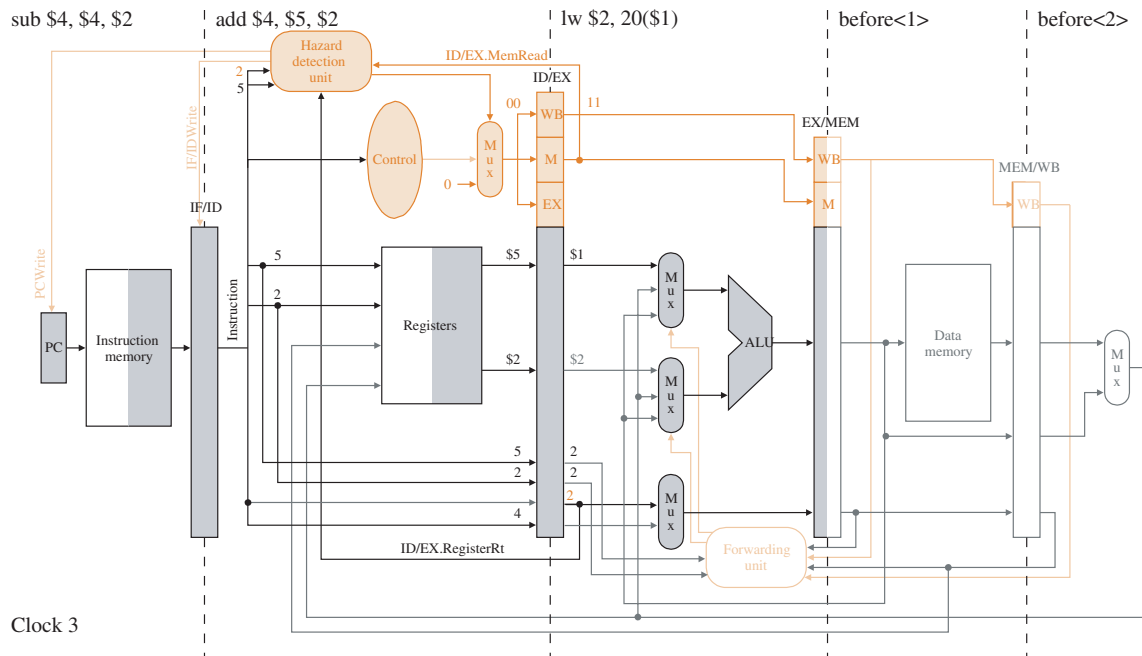 sub $4, $4, $2
add $4, $5, $2
lw $2, 20($1)
before<1>
before<2>
Hazard
detection
unit
2
5
ID/EX.MemRead
ID/EX
PCWrite
IF/IDWrite
00
11
WB
M
EX
Control
M
u
x
0
EX/MEM
WB
M
MEM/WB
WB
IF/ID
Instruction
5
2
$5
$1
Registers
$2
$2
PC
Instruction
memory
M
u
x
M
u
x
ALU
Data
memory
M
u
x
5
2
4
2
2
2
M
u
x
ID/EX.RegisterRt
Forwarding
unit
Clock 3